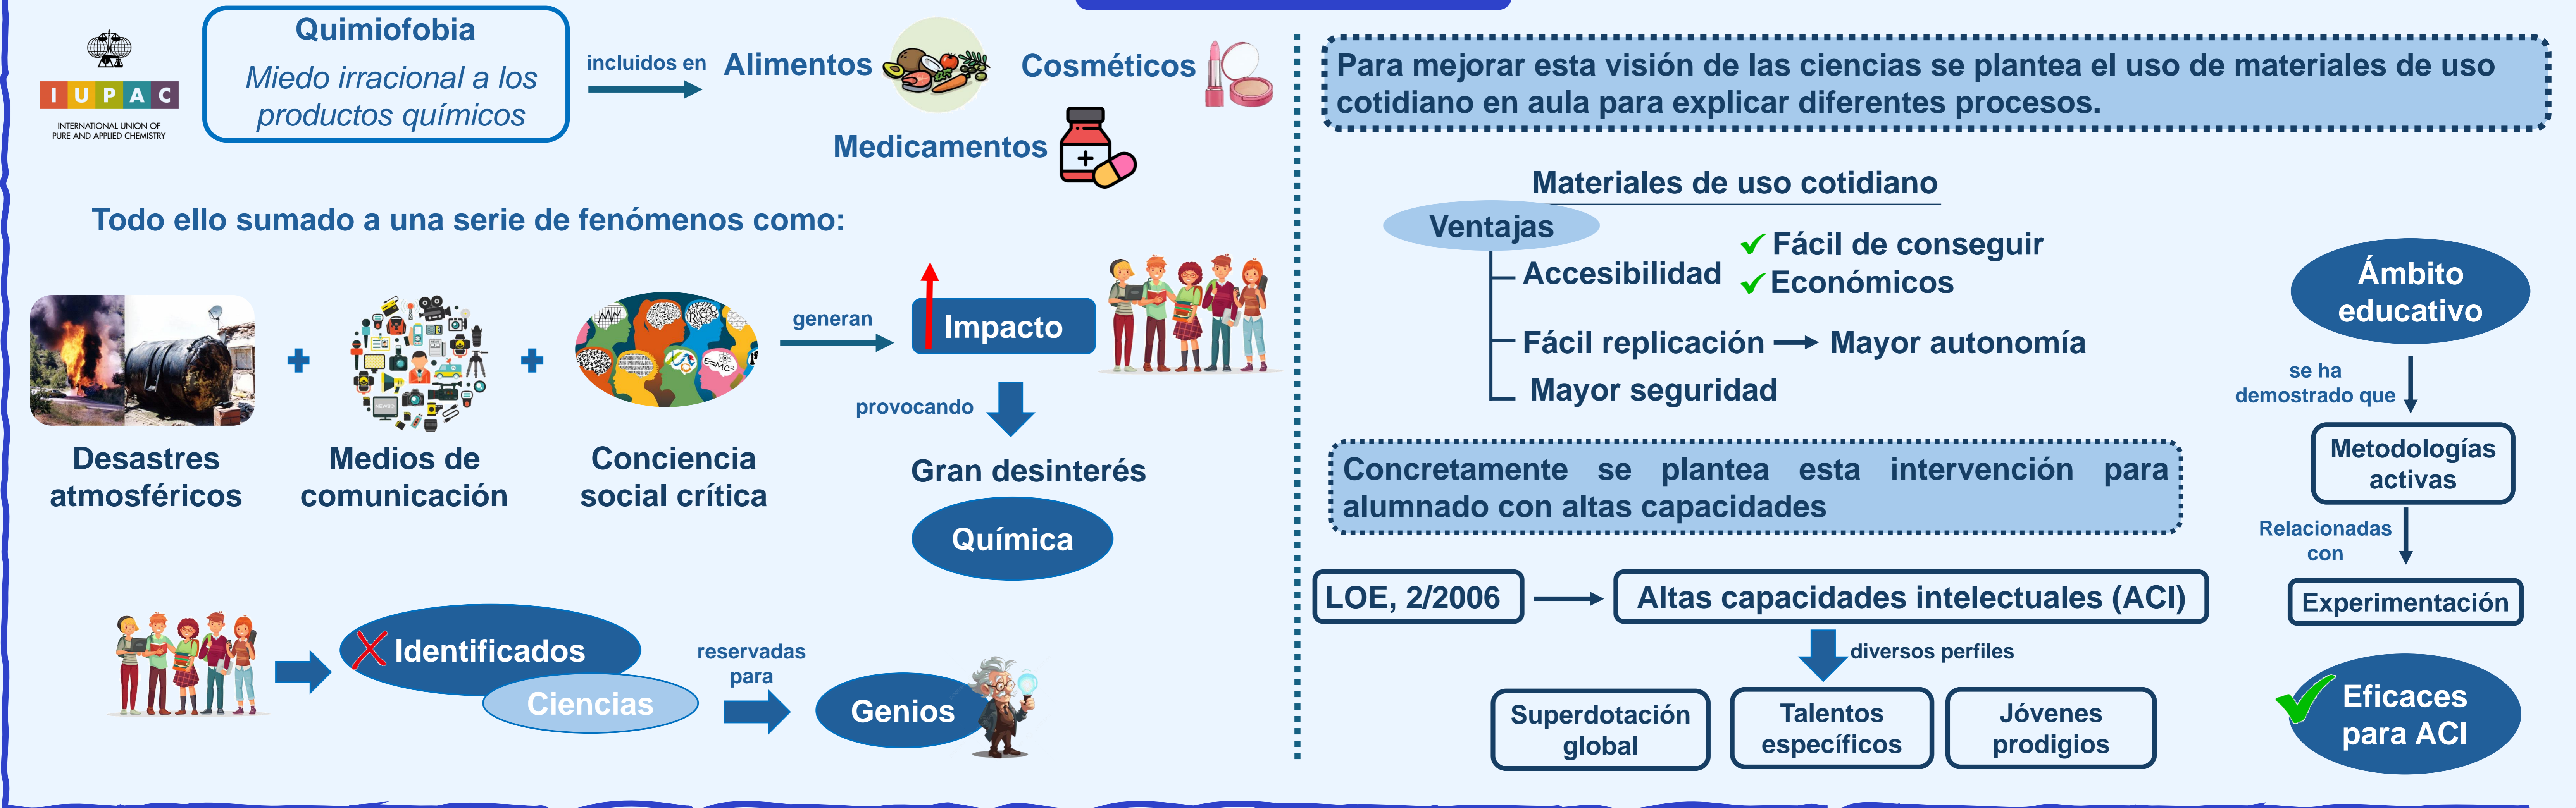 IUPAC
INTERNATIONAL UNION OF
PURE AND APPLIED CHEMISTRY
Quimiofobia
Miedo irracional a los
productos químicos
incluidos en
Alimentos
Cosméticos
Medicamentos
Todo ello sumado a una serie de fenómenos como:
Desastres
atmosféricos
Medios de
comunicación
Conciencia
social crítica
generan
Impacto
provocando
Gran desinterés
Química
Identificados
Ciencias
reservadas
para
Genios
Para mejorar esta visión de las ciencias se plantea el uso de materiales de uso
cotidiano en aula para explicar diferentes procesos.
Materiales de uso cotidiano
Ventajas
Accesibilidad
Fácil de conseguir
Económicos
Fácil replicación
Mayor autonomía
Mayor seguridad
Concretamente se plantea esta intervención para
alumnado con altas capacidades
LOE, 2/2006
Altas capacidades intelectuales (ACI)
diversos perfiles
Superdotación
global
Talentos
específicos
Jóvenes
prodigios
Ámbito
educativo
se ha
demostrado que
Metodologías
activas
Relacionadas
con
Experimentación
Eficaces
para ACI